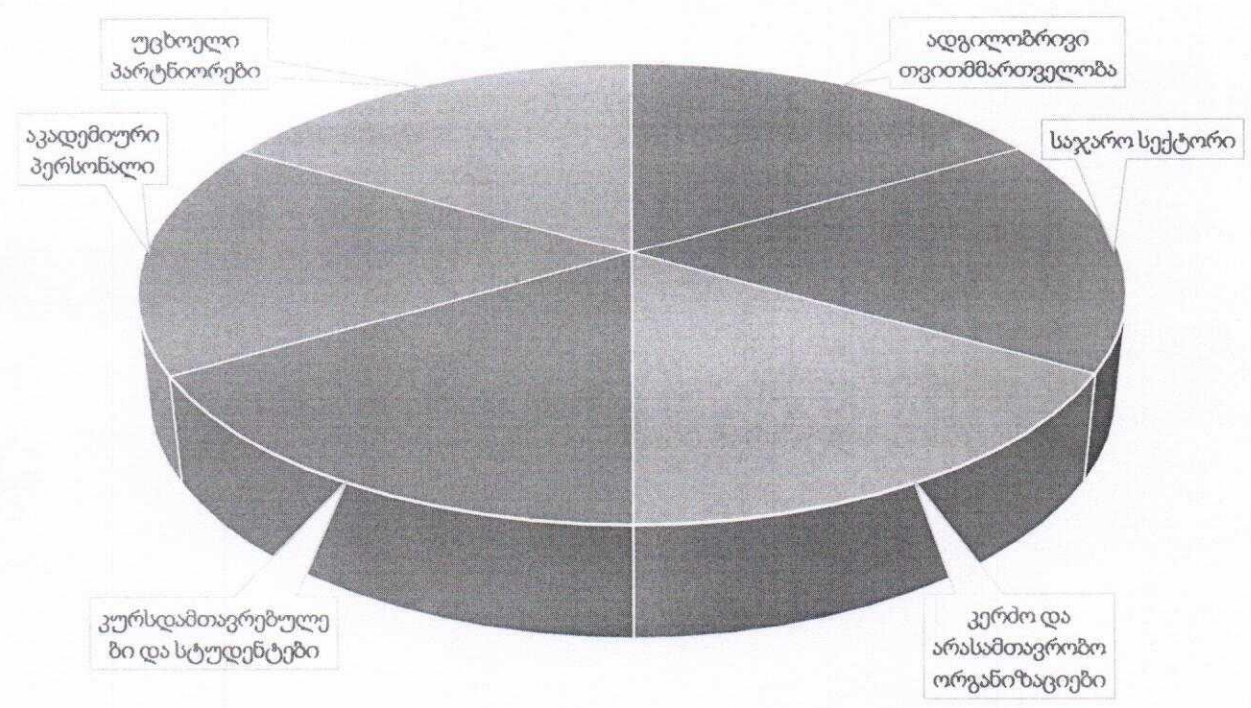 უცხოელი
პარტნიორები
ადგილობრივი
თვითმმართველობა
აკადემიური
პერსონალი
საჯარო სექტორი
კურსდამთავრებულე
ბი და სტუდენტები
კერძო და
არასამთავრობო
ორგანიზაციები